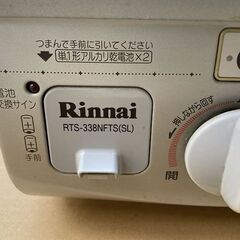 つまんで手前に引いてください
単1形アルカリ乾電池×2
電池
交換サイン
手前
Rinnai
RTS-338NFTS(SL)
押しながら回す
開